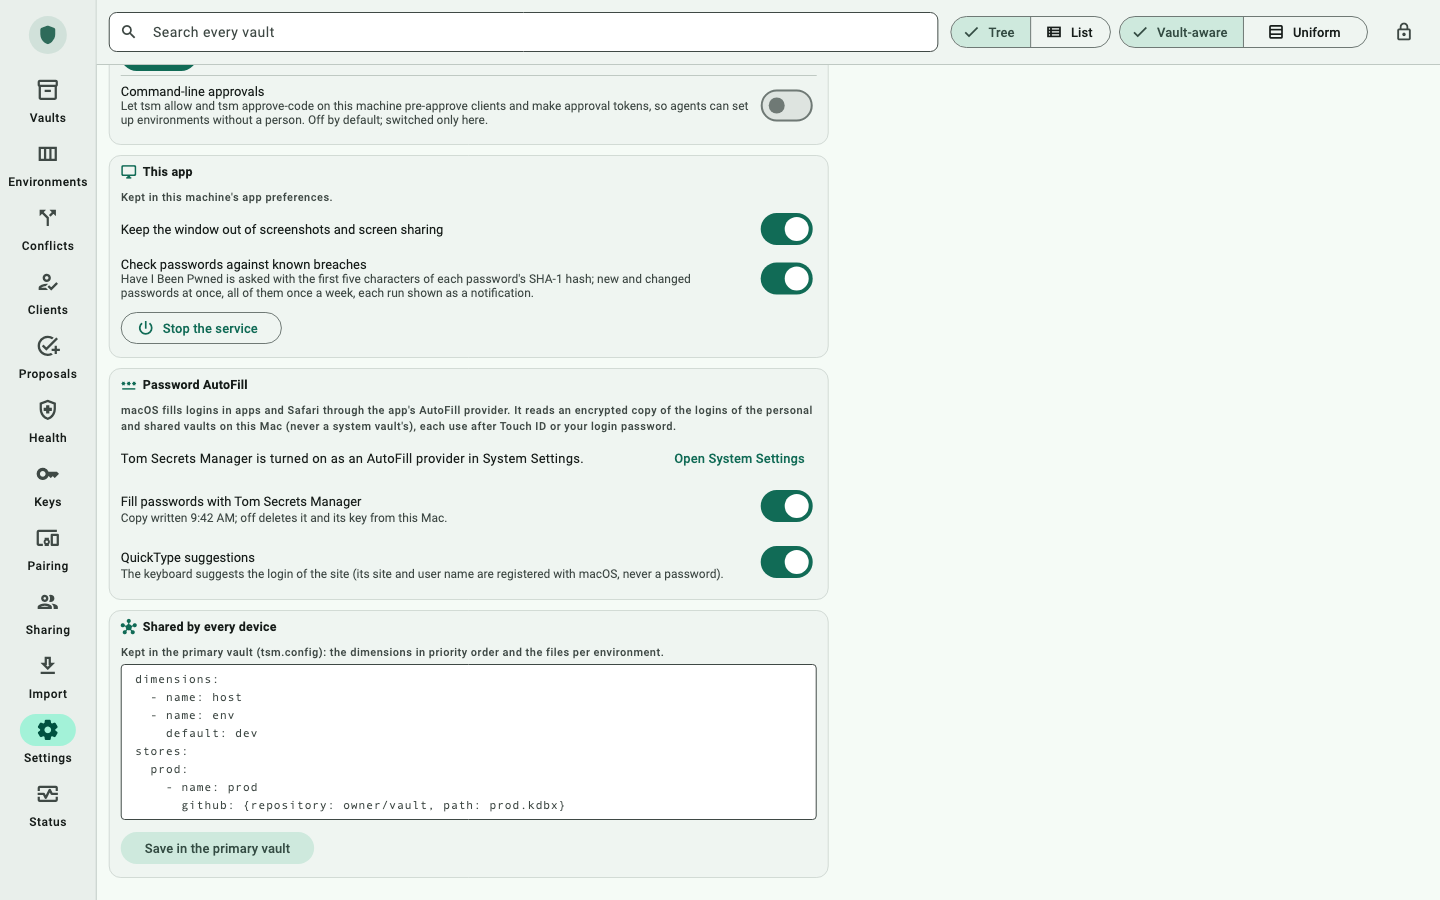 Search every vault
Tree
List
Vault-aware
Uniform
Vaults
Environments
Conflicts
Clients
Proposals
Health
Keys
Pairing
Sharing
Import
Settings
Status
Command-line approvals
Let tsm allow and tsm approve-code on this machine pre-approve clients and make approval tokens, so agents can set
up environments without a person. Off by default; switched only here.
This app
Kept in this machine's app preferences.
Keep the window out of screenshots and screen sharing
Check passwords against known breaches
Have I Been Pwned is asked with the first five characters of each password's SHA-1 hash; new and changed
passwords at once, all of them once a week, each run shown as a notification.
Stop the service
Password AutoFill
macOS fills logins in apps and Safari through the app's AutoFill provider. It reads an encrypted copy of the logins of the personal
and shared vaults on this Mac (never a system vault's), each use after Touch ID or your login password.
Tom Secrets Manager is turned on as an AutoFill provider in System Settings.
Open System Settings
Fill passwords with Tom Secrets Manager
Copy written 9:42 AM; off deletes it and its key from this Mac.
QuickType suggestions
The keyboard suggests the login of the site (its site and user name are registered with macOS, never a password).
Shared by every device
Kept in the primary vault (tsm.config): the dimensions in priority order and the files per environment.
dimensions:
  - name: host
  - name: env
    default: dev
stores:
  prod:
    - name: prod
      github: {repository: owner/vault, path: prod.kdbx}
Save in the primary vault